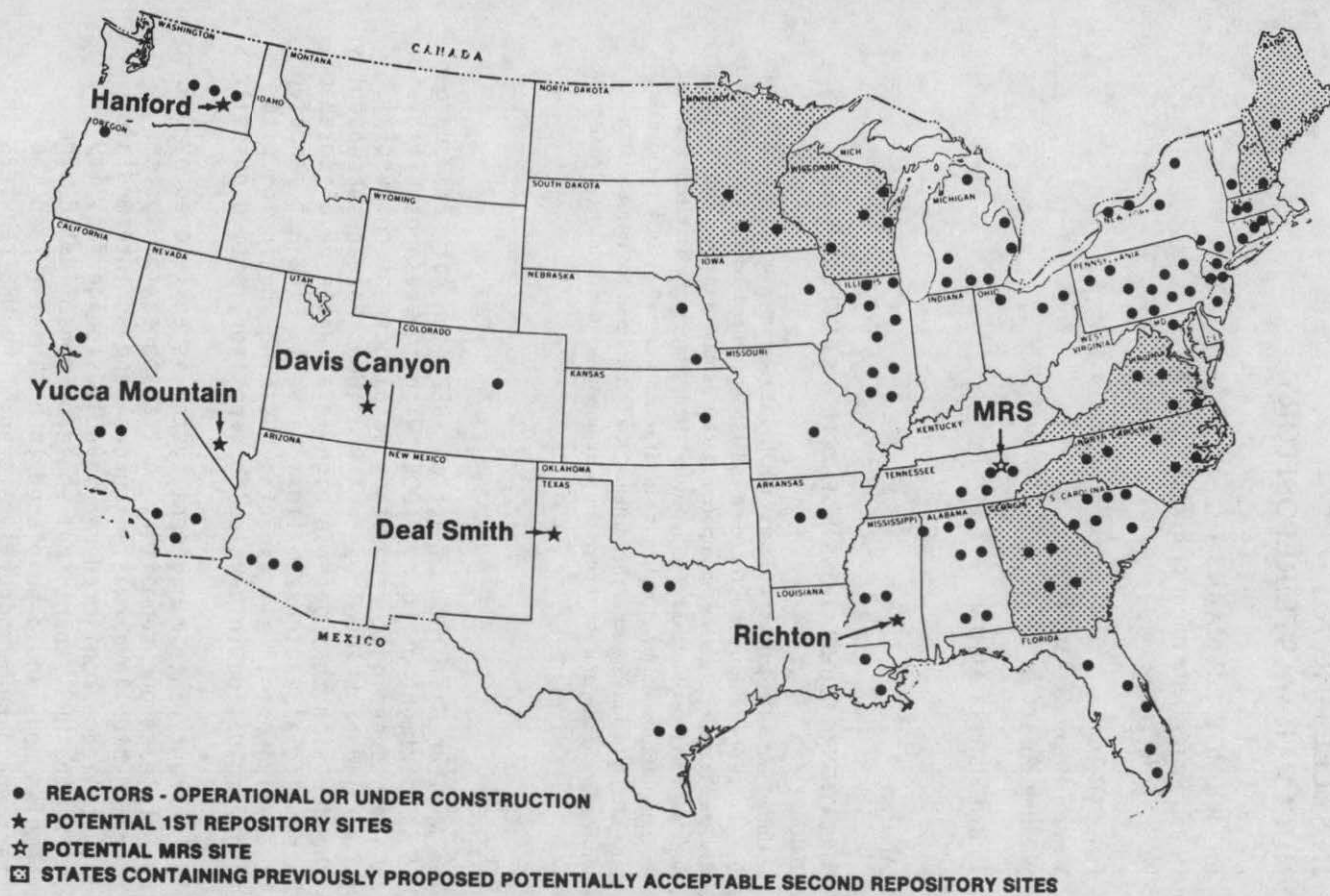 CANADA
WASHINGTON
MONTANA
NORTH DAKOTA
MINNESOTA
Hanford
IDAHO
OREGON
MICH
WISCONSIN
SOUTH DAKOTA
MICHIGAN
WYOMING
CALIFORNIA
NEVADA
IOWA
UTAH
NEBRASKA
PENNSYLVANIA
ILLINOIS
INDIANA
OHIO
COLORADO
WEST
VIRGINIA
MISSOURI
Davis Canyon
KANSAS
Yucca Mountain
MRS
KENTUCKY
ARIZONA
NEW MEXICO
NORTH CAROLINA
OKLAHOMA
TENNESSEE
TEXAS
ARKANSAS
S. CAROLINA
GEORGIA
MISSISSIPPI
ALABAMA
Deaf Smith
LOUISIANA
Richton
FLORIDA
MEXICO
● REACTORS - OPERATIONAL OR UNDER CONSTRUCTION
★ POTENTIAL 1ST REPOSITORY SITES
☆ POTENTIAL MRS SITE
STATES CONTAINING PREVIOUSLY PROPOSED POTENTIALLY ACCEPTABLE SECOND REPOSITORY SITES